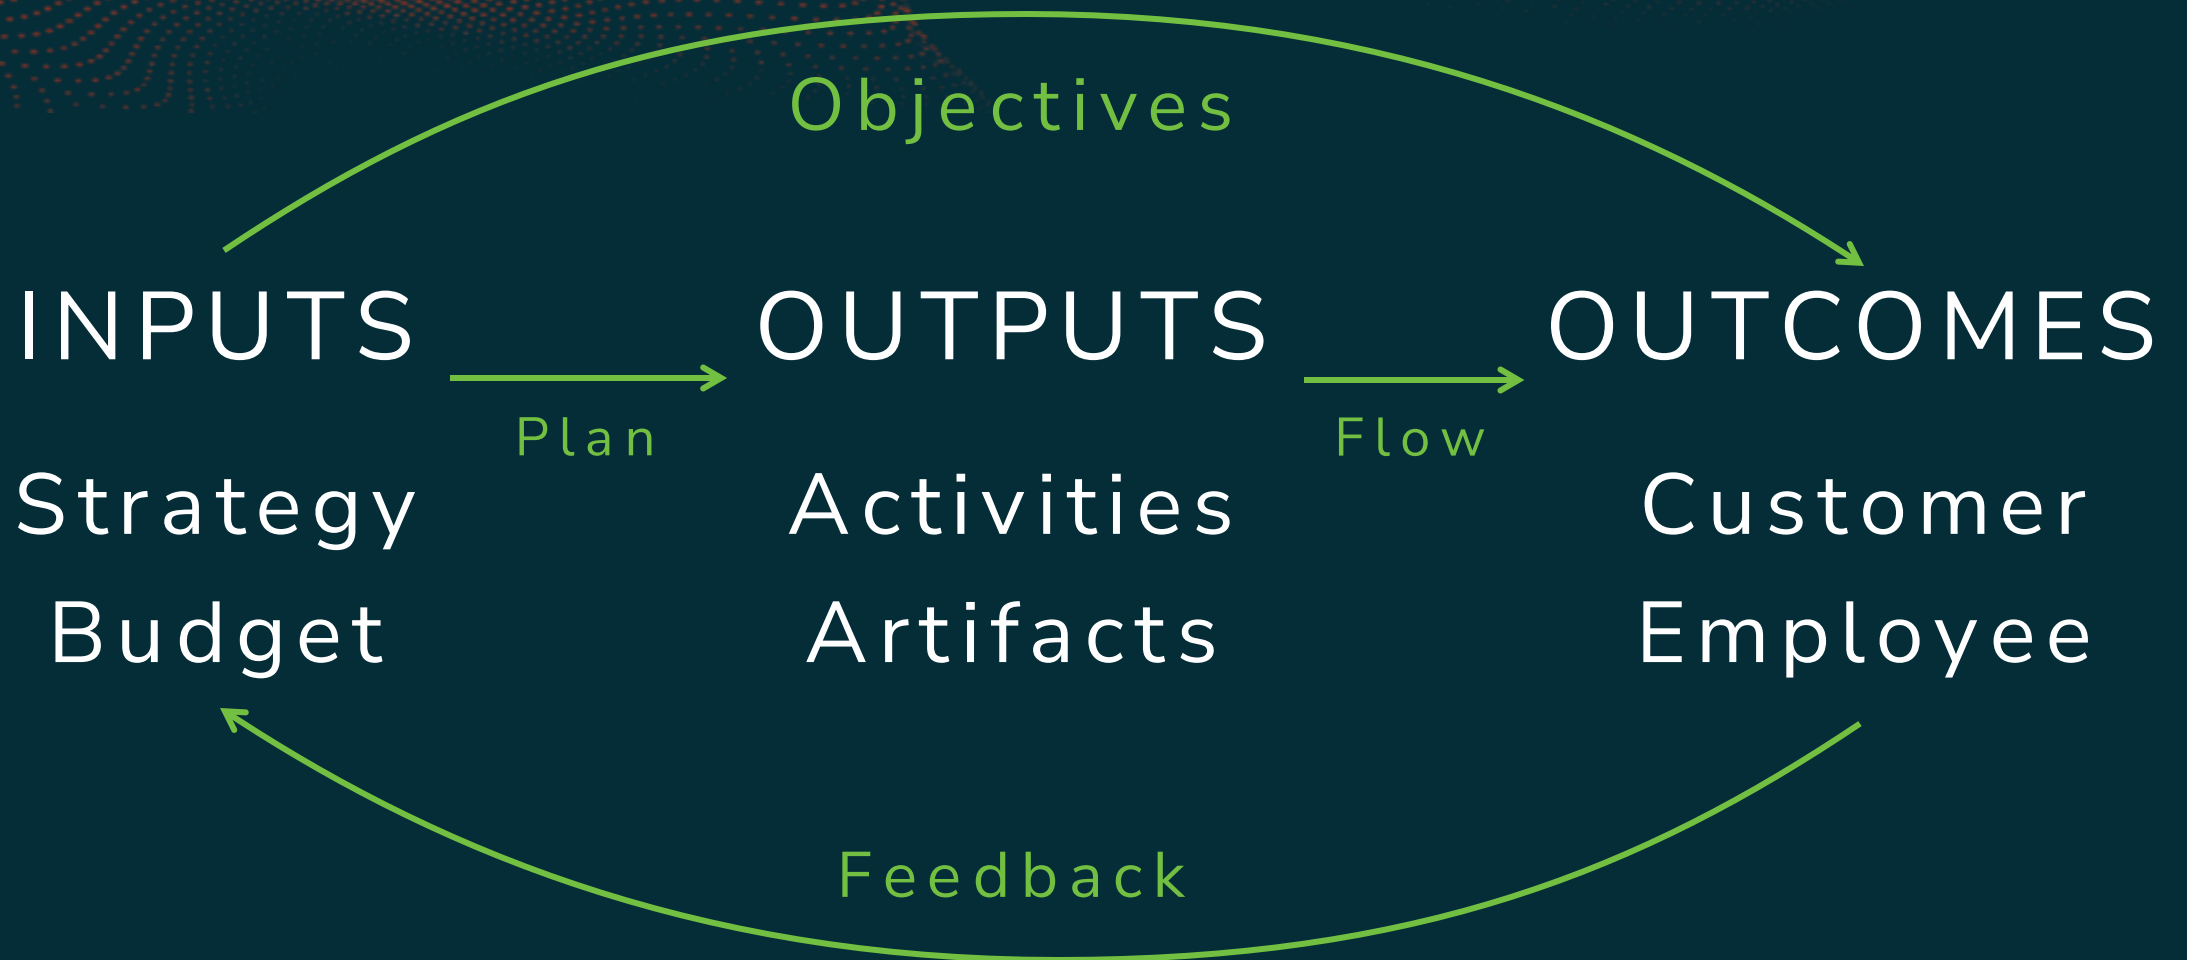 Objectives
INPUTS
OUTPUTS
OUTCOMES
Plan
Flow
Strategy
Activities
Customer
Budget
Artifacts
Employee
Feedback